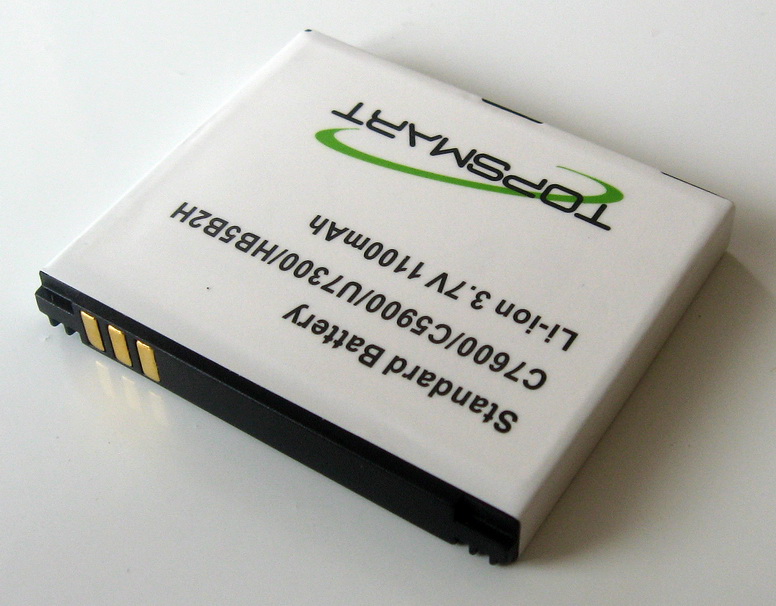 TOPSMART
Li-ion 3.7V 1100mAh
C7600/C5900/U7300/HB5B2H
Standard Battery